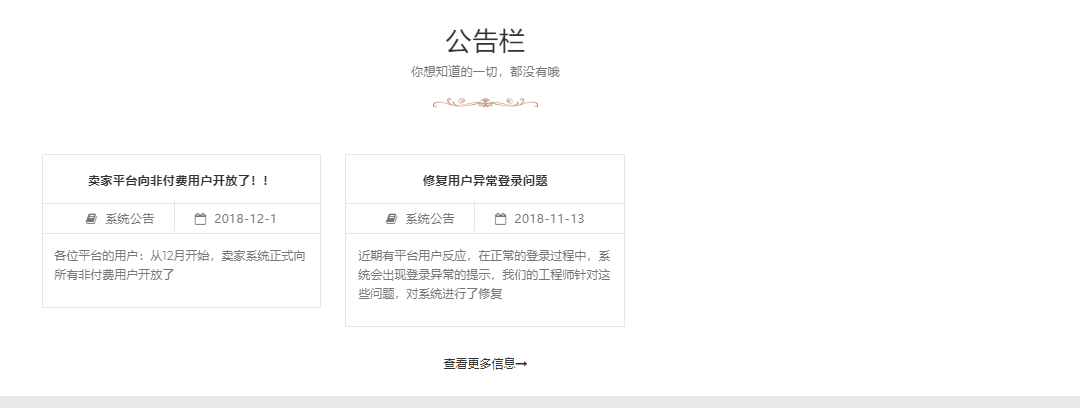 公告栏
你想知道的一切，都没有哦
卖家平台向非付费用户开放了！！
系统公告 2018-12-1
各位平台的用户：从12月开始，卖家系统正式向
所有非付费用户开放了
修复用户异常登录问题
系统公告 2018-11-13
近期有平台用户反应，在正常的登录过程中，系
统会出现登录异常的提示，我们的工程师针对这
些问题，对系统进行了修复
查看更多信息→